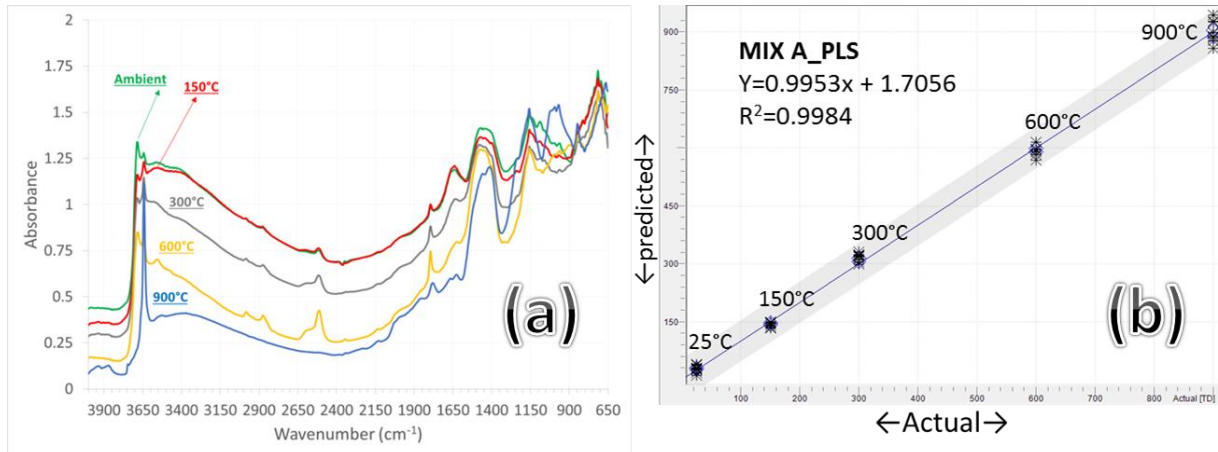 2
1.75
1.5
1.25
1
0.75
0.5
0.25
0
Absorbance
Ambient
150°C
300°C
600°C
900°C
(a)
3900 3650 3400 3150 2900 2650 2400 2150 1900 1650 1400 1150 900 650
Wavenumber (cm⁻¹)
MIX A_PLS
Y=0.9953x + 1.7056
R²=0.9984
900
750
600
450
300
150
←predicted→
25°C
150°C
300°C
600°C
900°C
(b)
100 200 300 400 500 600 700 800 Actual [TD]
←Actual→